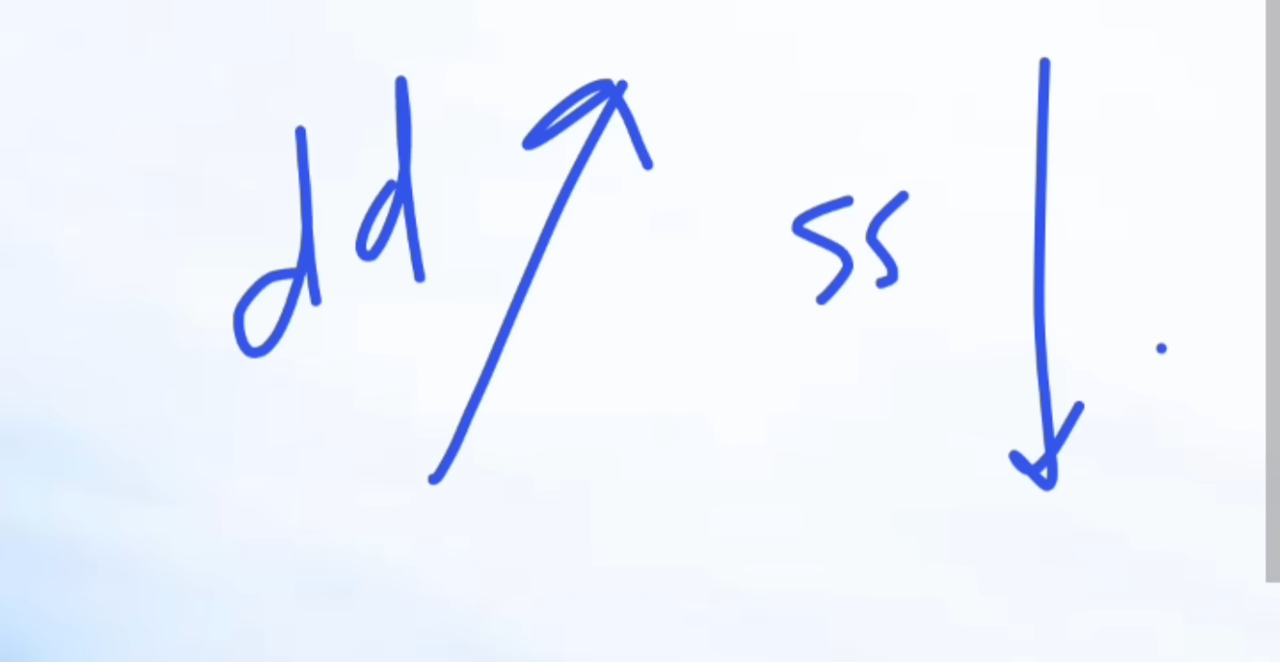 dd ↗ ss ↓ .